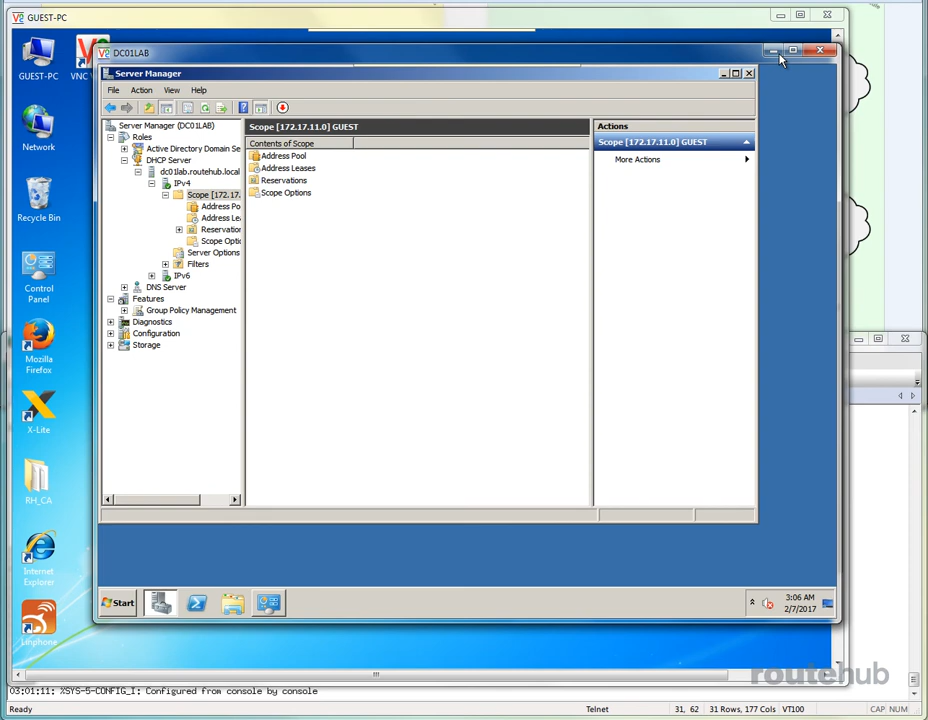 GUEST-PC
DC01LAB
GUEST-PC
VNC V
Network
Recycle Bin
Control
Panel
Mozilla
Firefox
X-Lite
RH_CA
Internet
Explorer
Linphone
Server Manager
File Action View Help
Server Manager (DC01LAB)
Roles
Active Directory Domain Se
DHCP Server
dc01lab.routehub.local
IPv4
Scope [172.17.
Address Po
Address Lea
Reservation
Scope Optio
Server Options
Filters
IPv6
DNS Server
Features
Group Policy Management
Diagnostics
Configuration
Storage
Scope [172.17.11.0] GUEST
Contents of Scope
Address Pool
Address Leases
Reservations
Scope Options
Actions
Scope [172.17.11.0] GUEST
More Actions
Start
3:06 AM
2/7/2017
routehub
03:01:11: %SYS-5-CONFIG_I: Configured from console by console
Ready Telnet 31, 62 31 Rows, 177 Cols VT100 CAP NUM